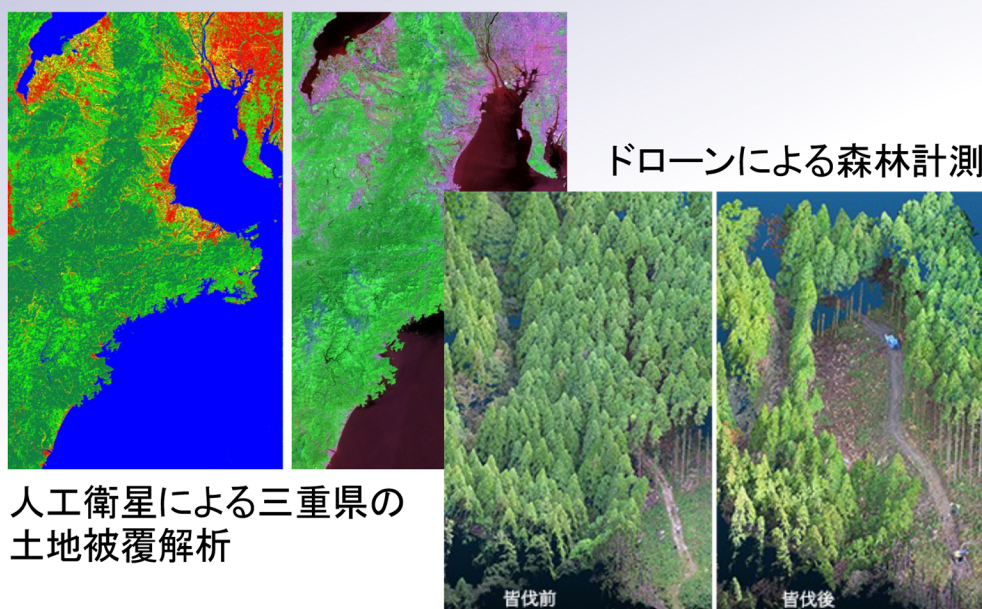 ドローンによる森林計測
人工衛星による三重県の
土地被覆解析
皆伐前
皆伐後